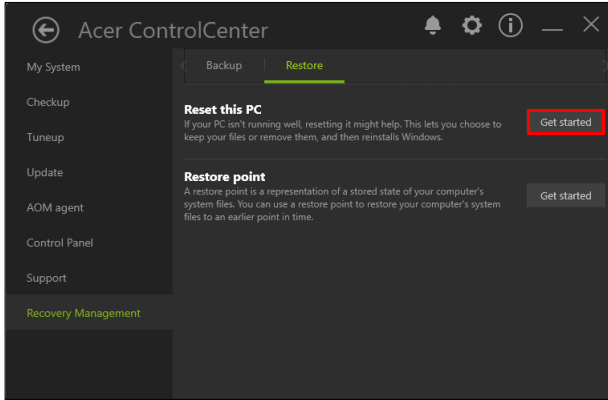 Acer ControlCenter
My System
Checkup
Tuneup
Update
AOM agent
Control Panel
Support
Recovery Management
Backup
Restore
Reset this PC
If your PC isn't running well, resetting it might help. This lets you choose to
keep your files or remove them, and then reinstalls Windows.
Get started
Restore point
A restore point is a representation of a stored state of your computer's
system files. You can use a restore point to restore your computer's system
files to an earlier point in time.
Get started